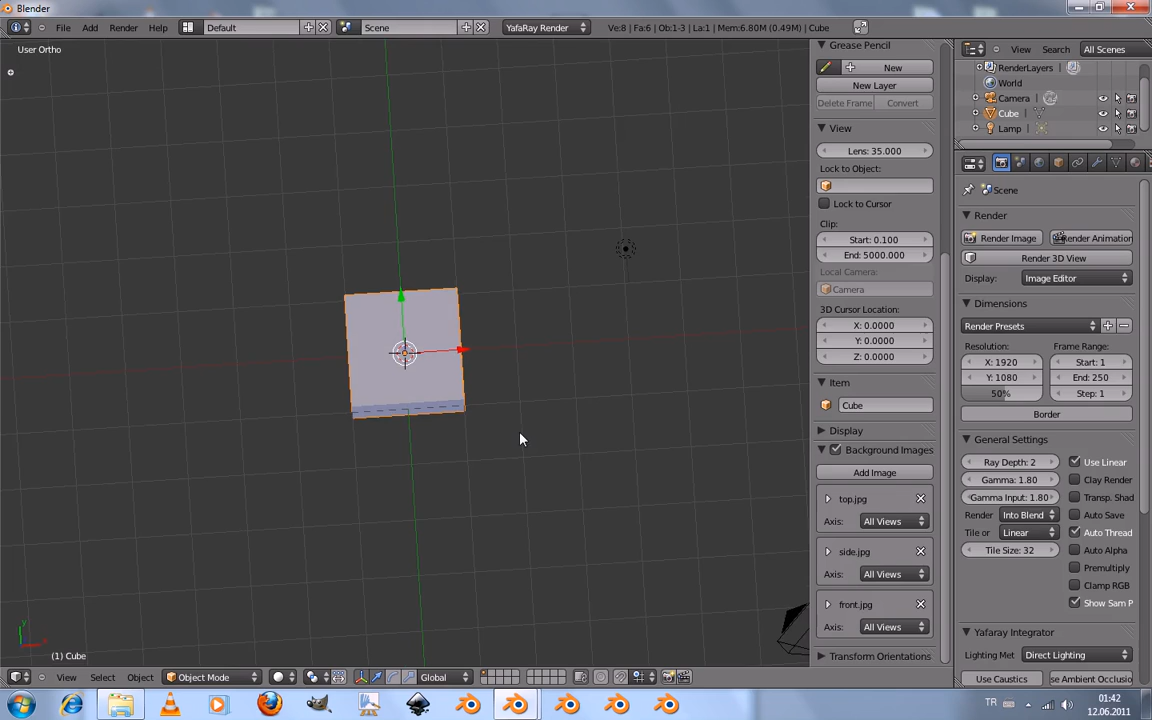 Blender
File Add Render Help Default Scene YafaRay Render Ve:8 | Fa:6 | Ob:1-3 | La:1 | Mem:6.80M (0.49M) | Cube
User Ortho
(1) Cube
Grease Pencil
New
New Layer
Delete Frame Convert
View
Lens: 35.000
Lock to Object:
Lock to Cursor
Clip:
Start: 0.100
End: 5000.000
Local Camera:
Camera
3D Cursor Location:
X: 0.0000
Y: 0.0000
Z: 0.0000
Item
Cube
Display
Background Images
Add Image
top.jpg
Axis: All Views
side.jpg
Axis: All Views
front.jpg
Axis: All Views
Transform Orientations
View Search All Scenes
RenderLayers
World
Camera
Cube
Lamp
Scene
Render
Render Image Render Animation
Render 3D View
Display: Image Editor
Dimensions
Render Presets
Resolution: Frame Range:
X: 1920 Start: 1
Y: 1080 End: 250
50% Step: 1
Border
General Settings
Ray Depth: 2 Use Linear
Gamma: 1.80 Clay Render
Gamma Input: 1.80 Transp. Shad
Render Into Blend Auto Save
Tile or Linear Auto Thread
Tile Size: 32 Auto Alpha
Premultiply
Clamp RGB
Show Sam P
Yafaray Integrator
Lighting Met Direct Lighting
Use Caustics se Ambient Occlusio
View Select Object Object Mode Global
TR 01:42
12.06.2011